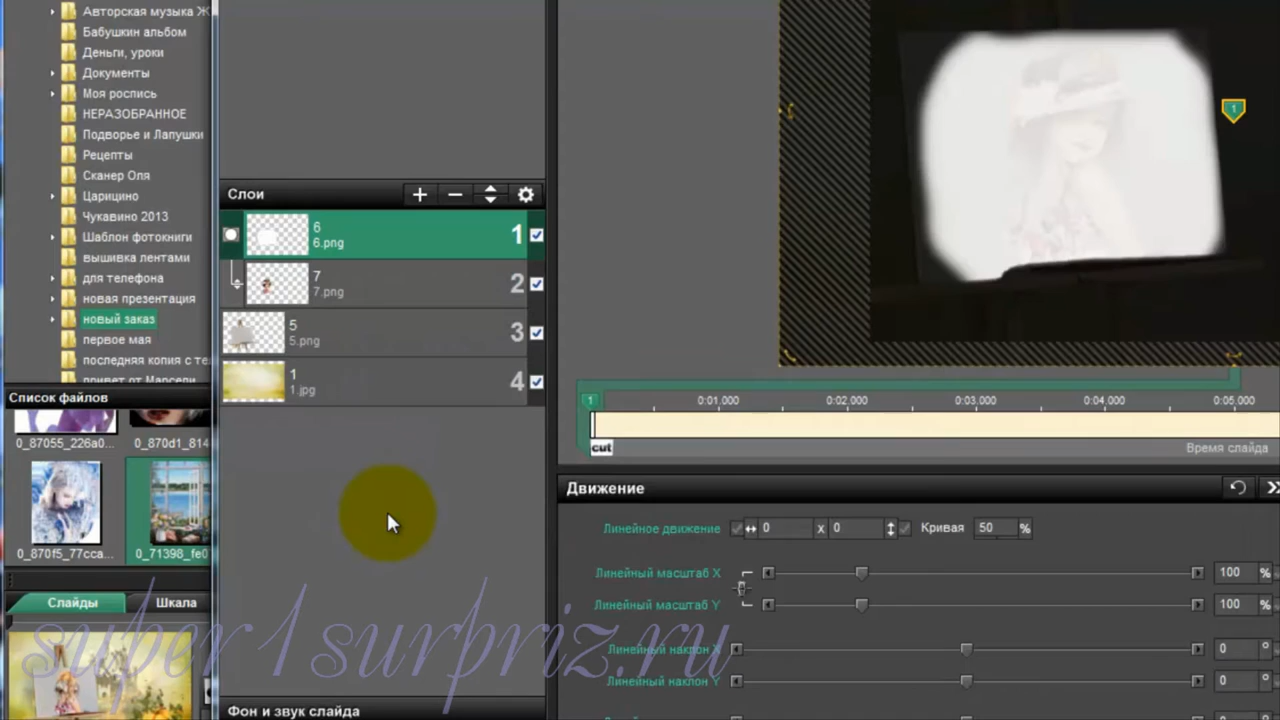 Авторская музыка Ж
Бабушкин альбом
Деньги, уроки
Документы
Моя роспись
НЕРАЗОБРАННОЕ
Подворье и Лапушки
Рецепты
Сканер Оля
Царицино
Чукавино 2013
Шаблон фотокниги
вышивка лентами
для телефона
новая презентация
новый заказ
первое мая
последняя копия с те
привет от Марсели
Список файлов
0_87055_226a0...
0_870d1_814
0_870f5_77cca...
0_71398_fe0
Слайды
Шкала
Слои
6
6.png
1
7
7.png
2
5
5.png
3
1
1.jpg
4
Фон и звук слайда
1
1
0:01.000
0:02.000
0:03.000
0:04.000
0:05.000
cut
Время слайда
Движение
Линейное движение
0
x
0
Кривая
50
%
Линейный масштаб X
100
%
Линейный масштаб Y
100
%
Линейный наклон X
0
°
Линейный наклон Y
0
°
super1surpriz.ru